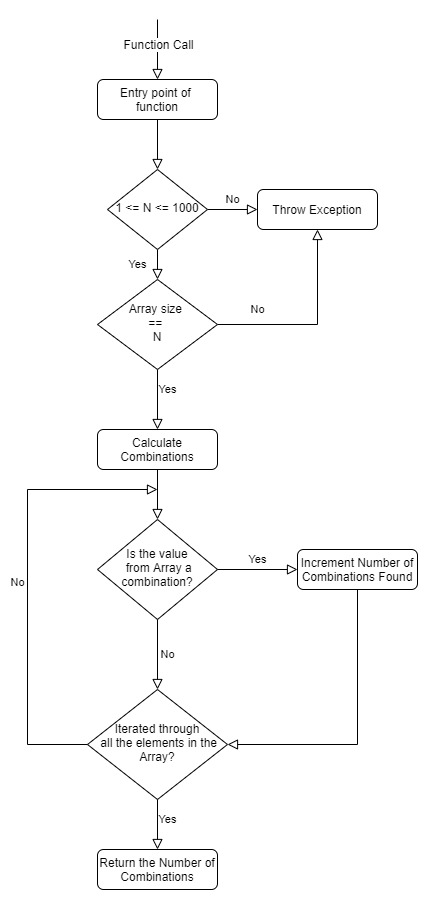 Function Call
Entry point of
function
1 <= N <= 1000
No
Throw Exception
Yes
Array size
==
N
No
Yes
Calculate
Combinations
Is the value
from Array a
combination?
Yes
Increment Number of
Combinations Found
No
No
Iterated through
all the elements in the
Array?
Yes
Return the Number of
Combinations